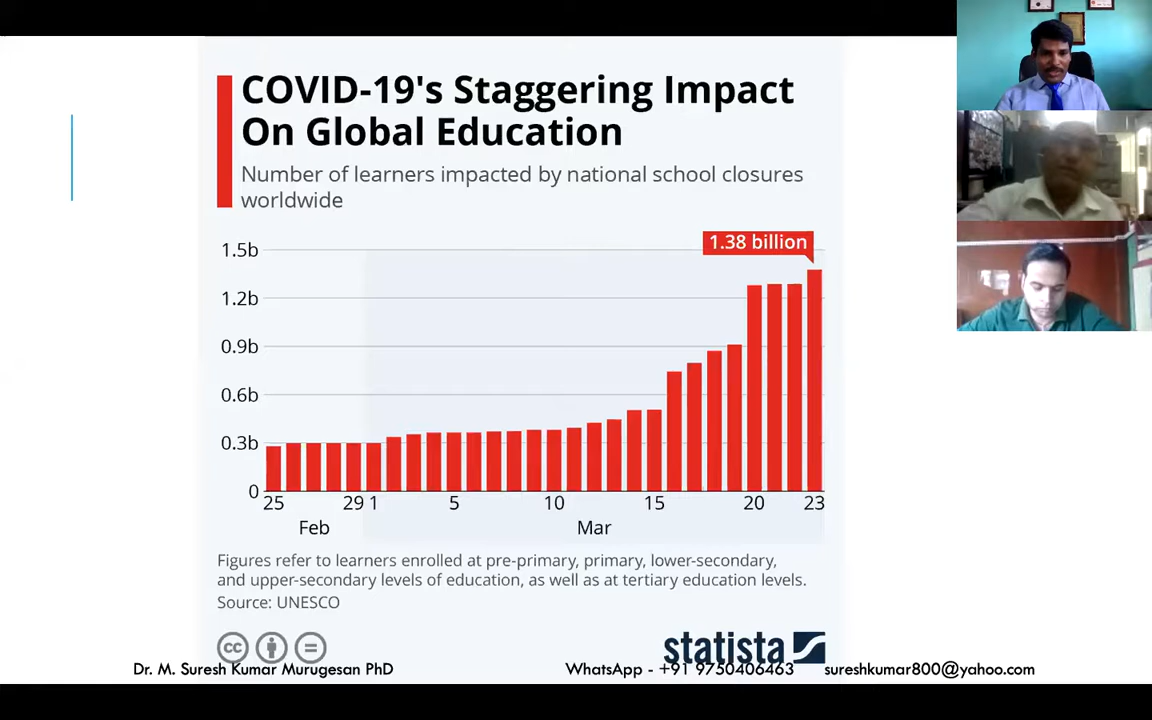 COVID-19's Staggering Impact
On Global Education
Number of learners impacted by national school closures
worldwide
1.38 billion
1.5b
1.2b
0.9b
0.6b
0.3b
0
25 29 1 5 10 15 20 23
Feb Mar
Figures refer to learners enrolled at pre-primary, primary, lower-secondary,
and upper-secondary levels of education, as well as at tertiary education levels.
Source: UNESCO
cc
statista
Dr. M. Suresh Kumar Murugesan PhD WhatsApp - +91 9750406463 sureshkumar800@yahoo.com